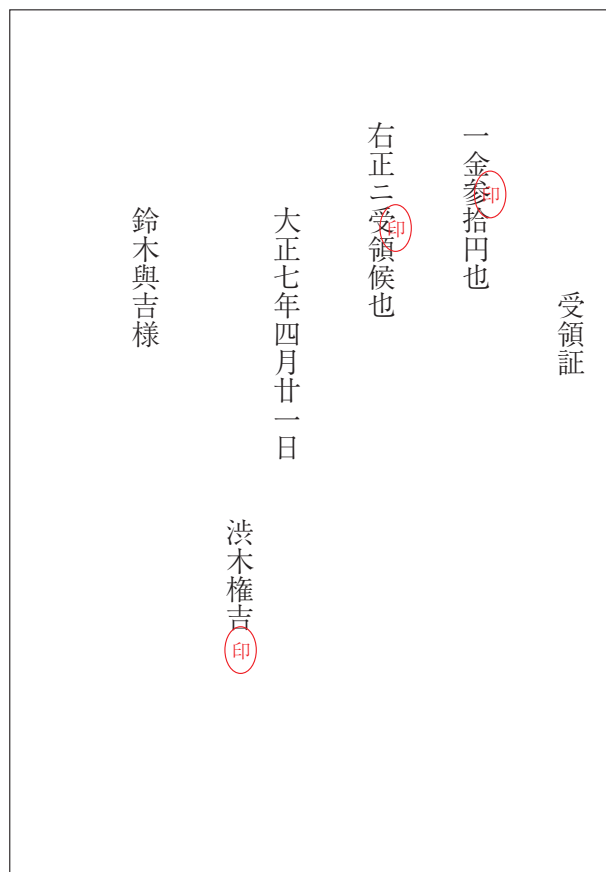 受領証
一金参拾円也
印
右正ニ受領候也
印
大正七年四月廿一日
渋木権吉
印
鈴木與吉様